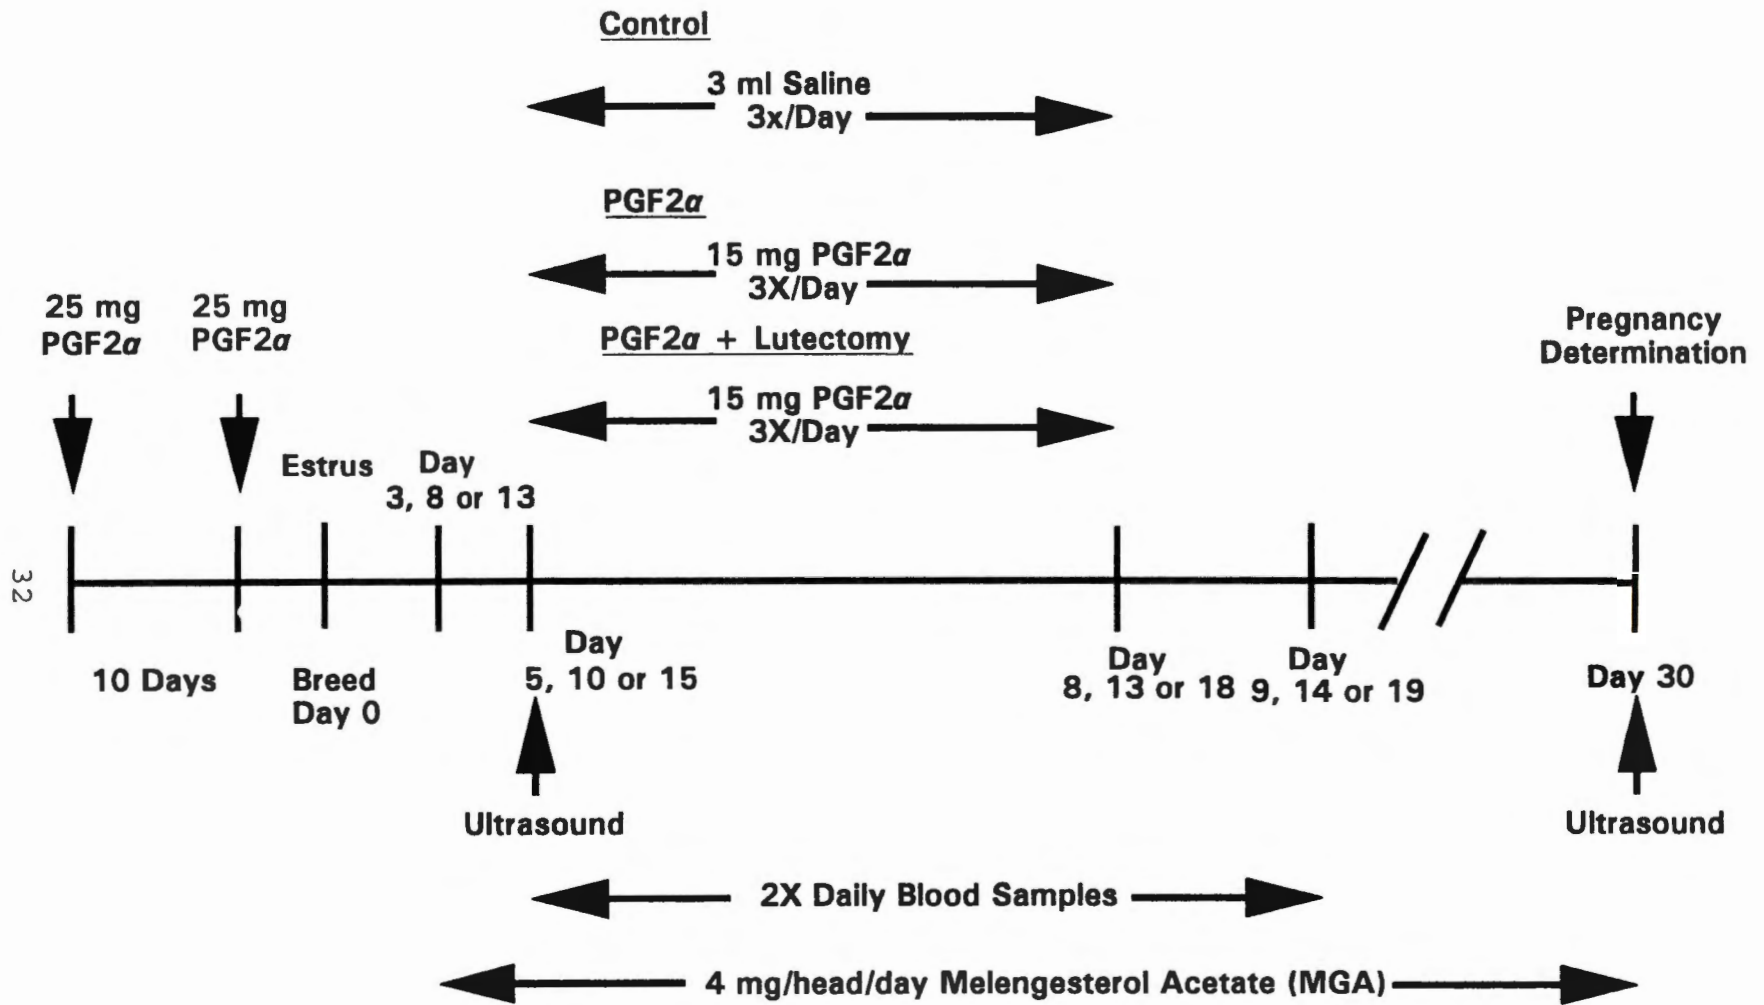 Control
3 ml Saline
3x/Day
PGF2α
15 mg PGF2α
3X/Day
25 mg
PGF2α
25 mg
PGF2α
PGF2α + Lutectomy
15 mg PGF2α
3X/Day
Pregnancy
Determination
Estrus
Day
3, 8 or 13
32
10 Days
Breed
Day 0
Day
5, 10 or 15
Day
8, 13 or 18
Day
9, 14 or 19
Day 30
Ultrasound
Ultrasound
2X Daily Blood Samples
4 mg/head/day Melengesterol Acetate (MGA)